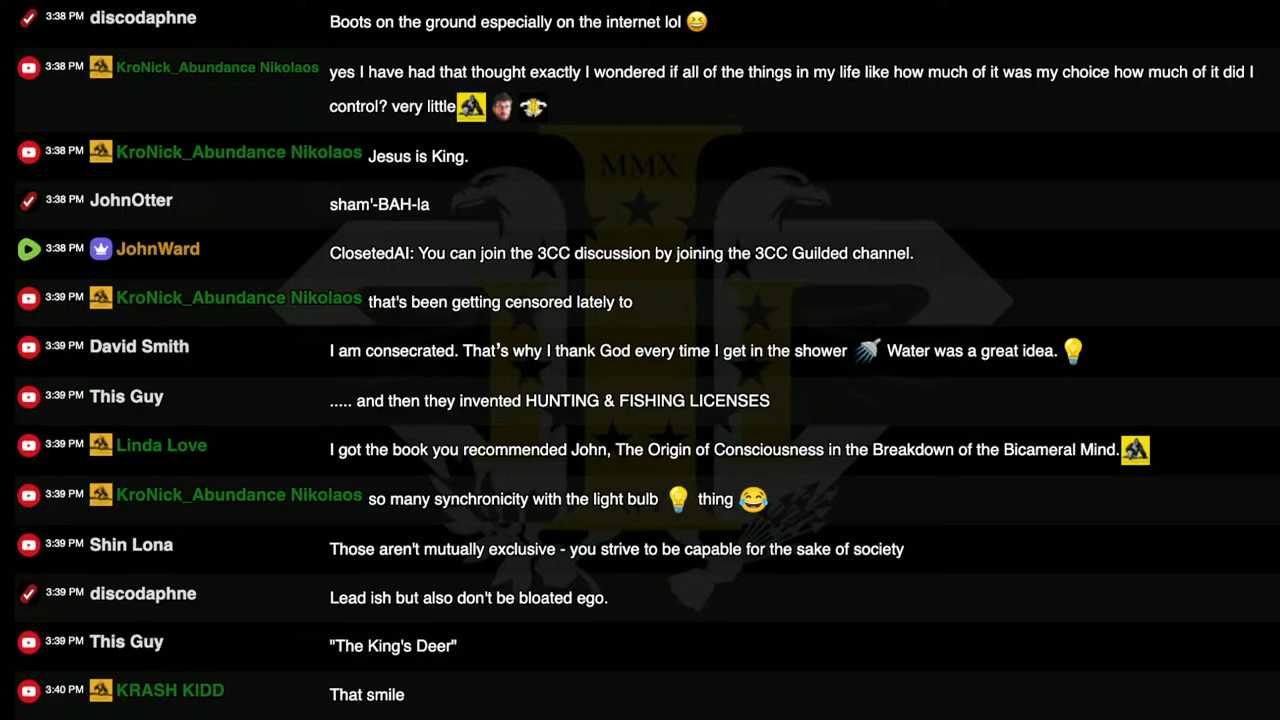 3:38 PM discodaphne Boots on the ground especially on the internet lol 😆
3:38 PM KroNick_Abundance Nikolaos yes I have had that thought exactly I wondered if all of the things in my life like how much of it was my choice how much of it did I
control? very little
3:38 PM KroNick_Abundance Nikolaos Jesus is King.
3:38 PM JohnOtter sham'-BAH-la
3:38 PM JohnWard ClosetedAI: You can join the 3CC discussion by joining the 3CC Guilded channel.
3:39 PM KroNick_Abundance Nikolaos that's been getting censored lately to
3:39 PM David Smith I am consecrated. That’s why I thank God every time I get in the shower 🚿 Water was a great idea. 💡
3:39 PM This Guy ..... and then they invented HUNTING & FISHING LICENSES
3:39 PM Linda Love I got the book you recommended John, The Origin of Consciousness in the Breakdown of the Bicameral Mind.
3:39 PM KroNick_Abundance Nikolaos so many synchronicity with the light bulb 💡 thing 😂
3:39 PM Shin Lona Those aren't mutually exclusive - you strive to be capable for the sake of society
3:39 PM discodaphne Lead ish but also don't be bloated ego.
3:39 PM This Guy "The King's Deer"
3:40 PM KRASH KIDD That smile
MMX